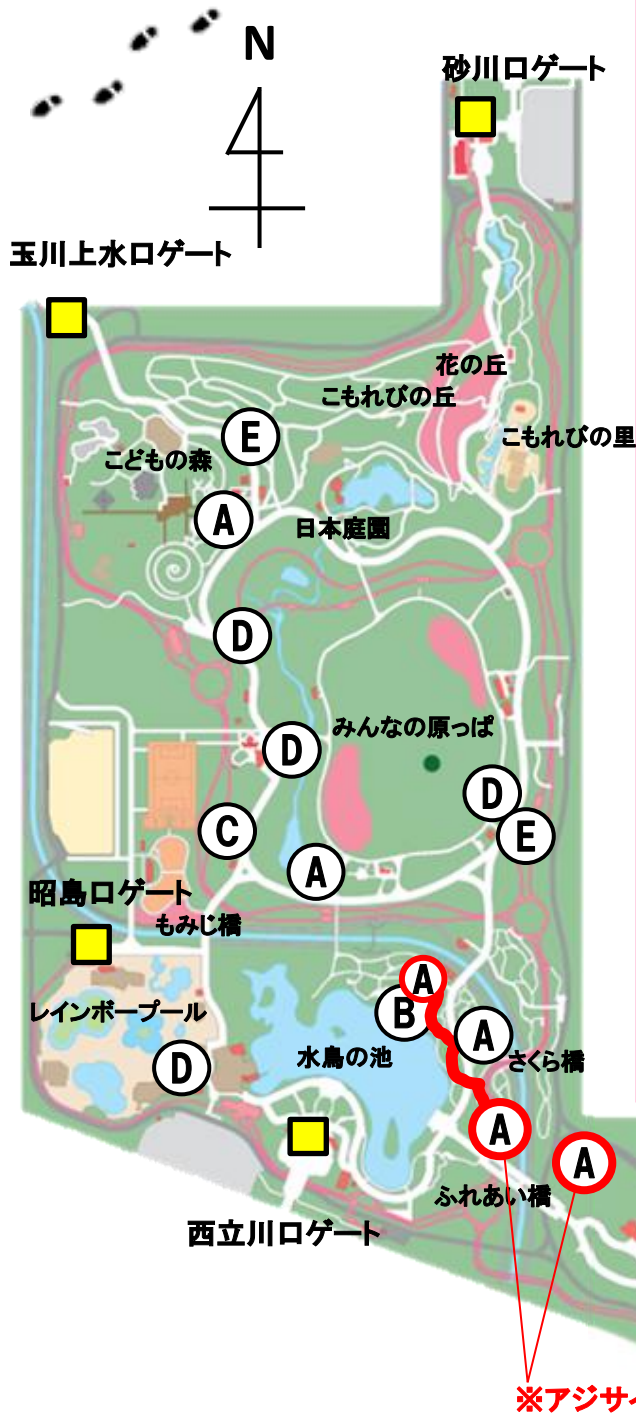 N
砂川口ゲート
玉川上水口ゲート
花の丘
こもれびの丘
こもれびの里
E
こどもの森
A
日本庭園
D
みんなの原っぱ
D
D
C
E
A
昭島口ゲート
もみじ橋
A
レインボープール
B
A
さくら橋
水鳥の池
D
A
A
ふれあい橋
西立川口ゲート
※アジサイ